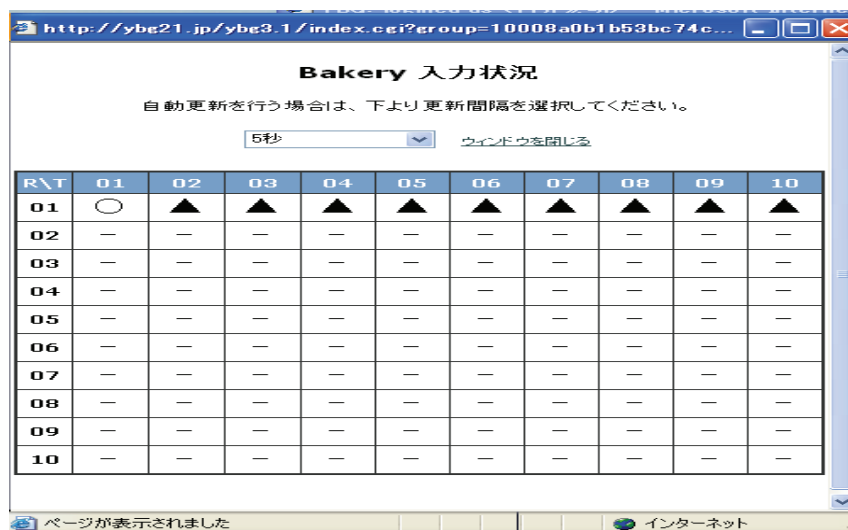 http://ybg21.jp/ybg3.1/index.cgi?group=10008a0b1b53bc74c...
Bakery 入力状況
自動更新を行う場合は、下より更新間隔を選択してください。
5秒 ウィンドウを閉じる
R\T 01 02 03 04 05 06 07 08 09 10
01 ○ ▲ ▲ ▲ ▲ ▲ ▲ ▲ ▲ ▲
02 − − − − − − − − − −
03 − − − − − − − − − −
04 − − − − − − − − − −
05 − − − − − − − − − −
06 − − − − − − − − − −
07 − − − − − − − − − −
08 − − − − − − − − − −
09 − − − − − − − − − −
10 − − − − − − − − − −
ページが表示されました インターネット